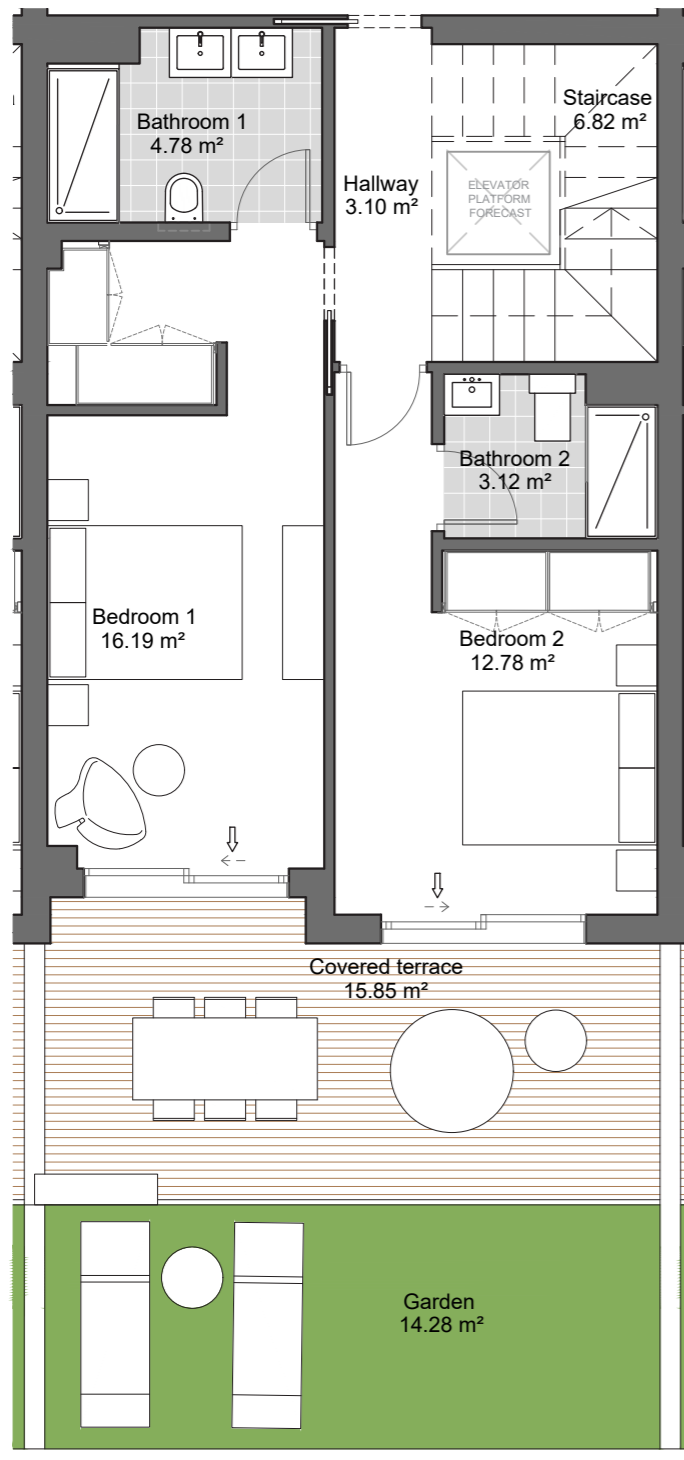 Bathroom 1
4.78 m²
Staircase
6.82 m²
Hallway
3.10 m²
ELEVATOR
PLATFORM
FORECAST
Bathroom 2
3.12 m²
Bedroom 1
16.19 m²
Bedroom 2
12.78 m²
Covered terrace
15.85 m²
Garden
14.28 m²